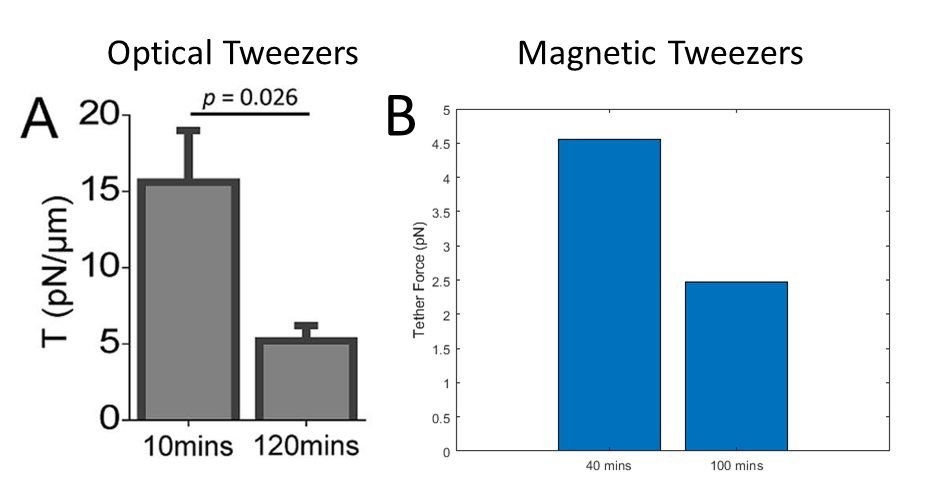 Optical Tweezers
Magnetic Tweezers
A
p = 0.026
20
15
10
5
0
T (pN/μm)
10mins 120mins
B
5
4.5
4
3.5
3
2.5
2
1.5
1
0.5
0
Tether Force (pN)
40 mins 100 mins